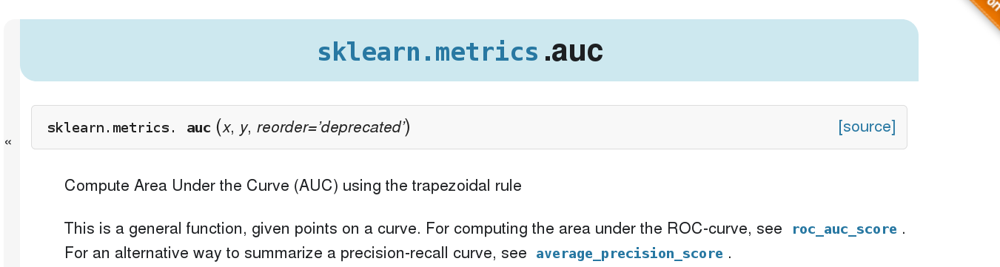 on
sklearn.metrics.auc
sklearn.metrics. auc (x, y, reorder='deprecated') [source]
«
Compute Area Under the Curve (AUC) using the trapezoidal rule
This is a general function, given points on a curve. For computing the area under the ROC-curve, see roc_auc_score .
For an alternative way to summarize a precision-recall curve, see average_precision_score .